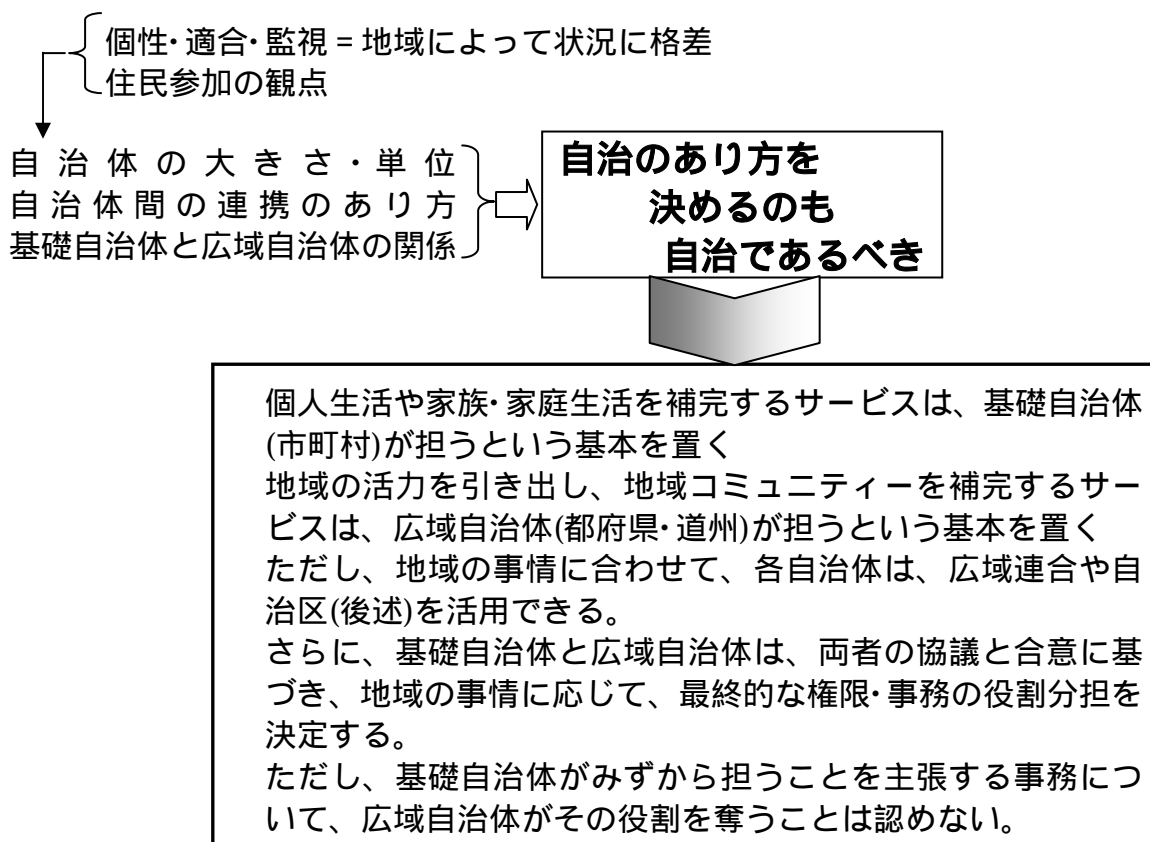 個性・適合・監視 = 地域によって状況に格差
住民参加の観点
自治体の大きさ・単位
自治体間の連携のあり方
基礎自治体と広域自治体の関係
自治のあり方を
決めるのも
自治であるべき
個人生活や家族・家庭生活を補完するサービスは、基礎自治体
(市町村)が担うという基本を置く
地域の活力を引き出し、地域コミュニティーを補完するサー
ビスは、広域自治体(都府県・道州)が担うという基本を置く
ただし、地域の事情に合わせて、各自治体は、広域連合や自
治区(後述)を活用できる。
さらに、基礎自治体と広域自治体は、両者の協議と合意に基
づき、地域の事情に応じて、最終的な権限・事務の役割分担を
決定する。
ただし、基礎自治体がみずから担うことを主張する事務につ
いて、広域自治体がその役割を奪うことは認めない。